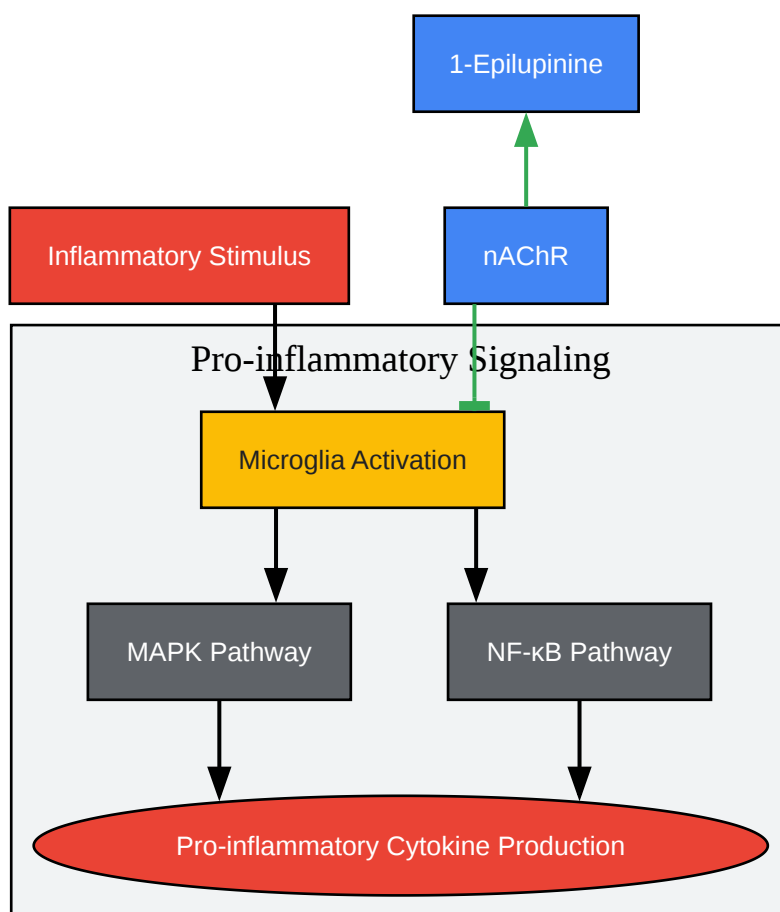 1-Epilupinine
Inflammatory Stimulus
nAChR
Pro-inflammatory Signaling
Microglia Activation
MAPK Pathway
NF-κB Pathway
Pro-inflammatory Cytokine Production